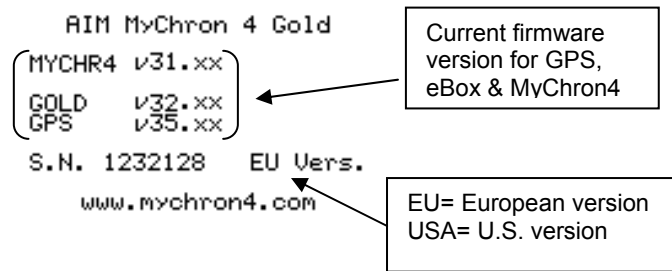 AIM MyChron 4 Gold
MYCHR4 v31.xx
GOLD v32.xx
GPS v35.xx
S.N. 1232128 EU Vers.
www.mychron4.com
Current firmware
version for GPS,
eBox & MyChron4
EU= European version
USA= U.S. version